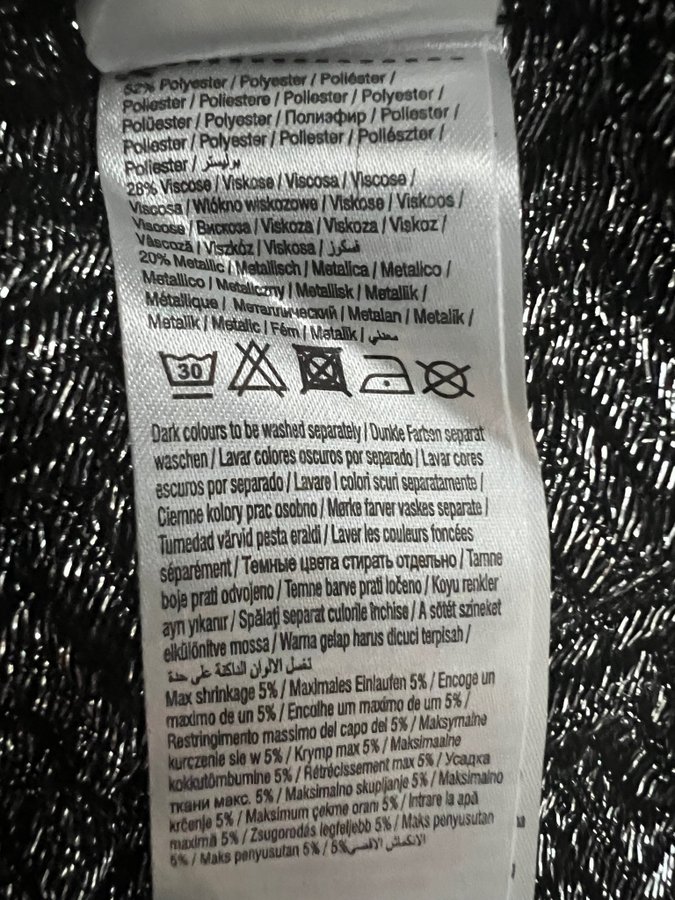 52% Polyester / Polyester / Poliéster /
Poliester / Poliestere / Poliester / Polyester /
Polüester / Polyester / Полиэфир / Poliester /
Poliester / Polyester / Poliester / Poliészter /
Poliester / بوليستر
28% Viscose / Viskose / Viscosa / Viscose /
Viscosa / Włókno wiskozowe / Viskose / Viskoos /
Viscose / Вискоза / Viskoza / Viskoza / Viskoz /
Vâscoză / Viszkóz / Viskosa / فسكوز
20% Metallic / Metallisch / Metalica / Metalico /
Metallico / Metaliczny / Metallisk / Metallik /
Métallique / Металлический / Metalan / Metalik /
Metalik / Metalic / Fém / Metalik / معدني
30
Dark colours to be washed separately / Dunkle Farben separat
waschen / Lavar colores oscuros por separado / Lavar cores
escuros por separado / Lavare i colori scuri separatamente /
Ciemne kolory prac osobno / Mørke farver vaskes separate /
Tumedad värvid pesta eraldi / Laver les couleurs foncées
séparément / Темные цвета стирать отдельно / Tamne
boje prati odvojeno / Temne barve prati ločeno / Koyu renkler
ayrı yıkanır / Spălați separat culorile închise / A sötét színeket
elkülönítve mossa / Warna gelap harus dicuci terpisah /
تغسل الالوان الداكنة على حدة
Max shrinkage 5% / Maximales Einlaufen 5% / Encoge un
maximo de un 5% / Encolhe um maximo de um 5% /
Restringimento massimo del capo del 5% / Maksymalne
kurczenie sie w 5% / Krymp max 5% / Maksimaalne
kokkutõmbumine 5% / Rétrécissement max 5% / Усадка
ткани макс. 5% / Maksimalno skupljanje 5% / Maksimalno
krčenje 5% / Maksimum çekme oranı 5% / Intrare la apă
maximă 5% / Zsugorodás legfeljebb 5% / Maks penyusutan
5% / Maks penyusutan 5% / 5% الانكماش الاقصى